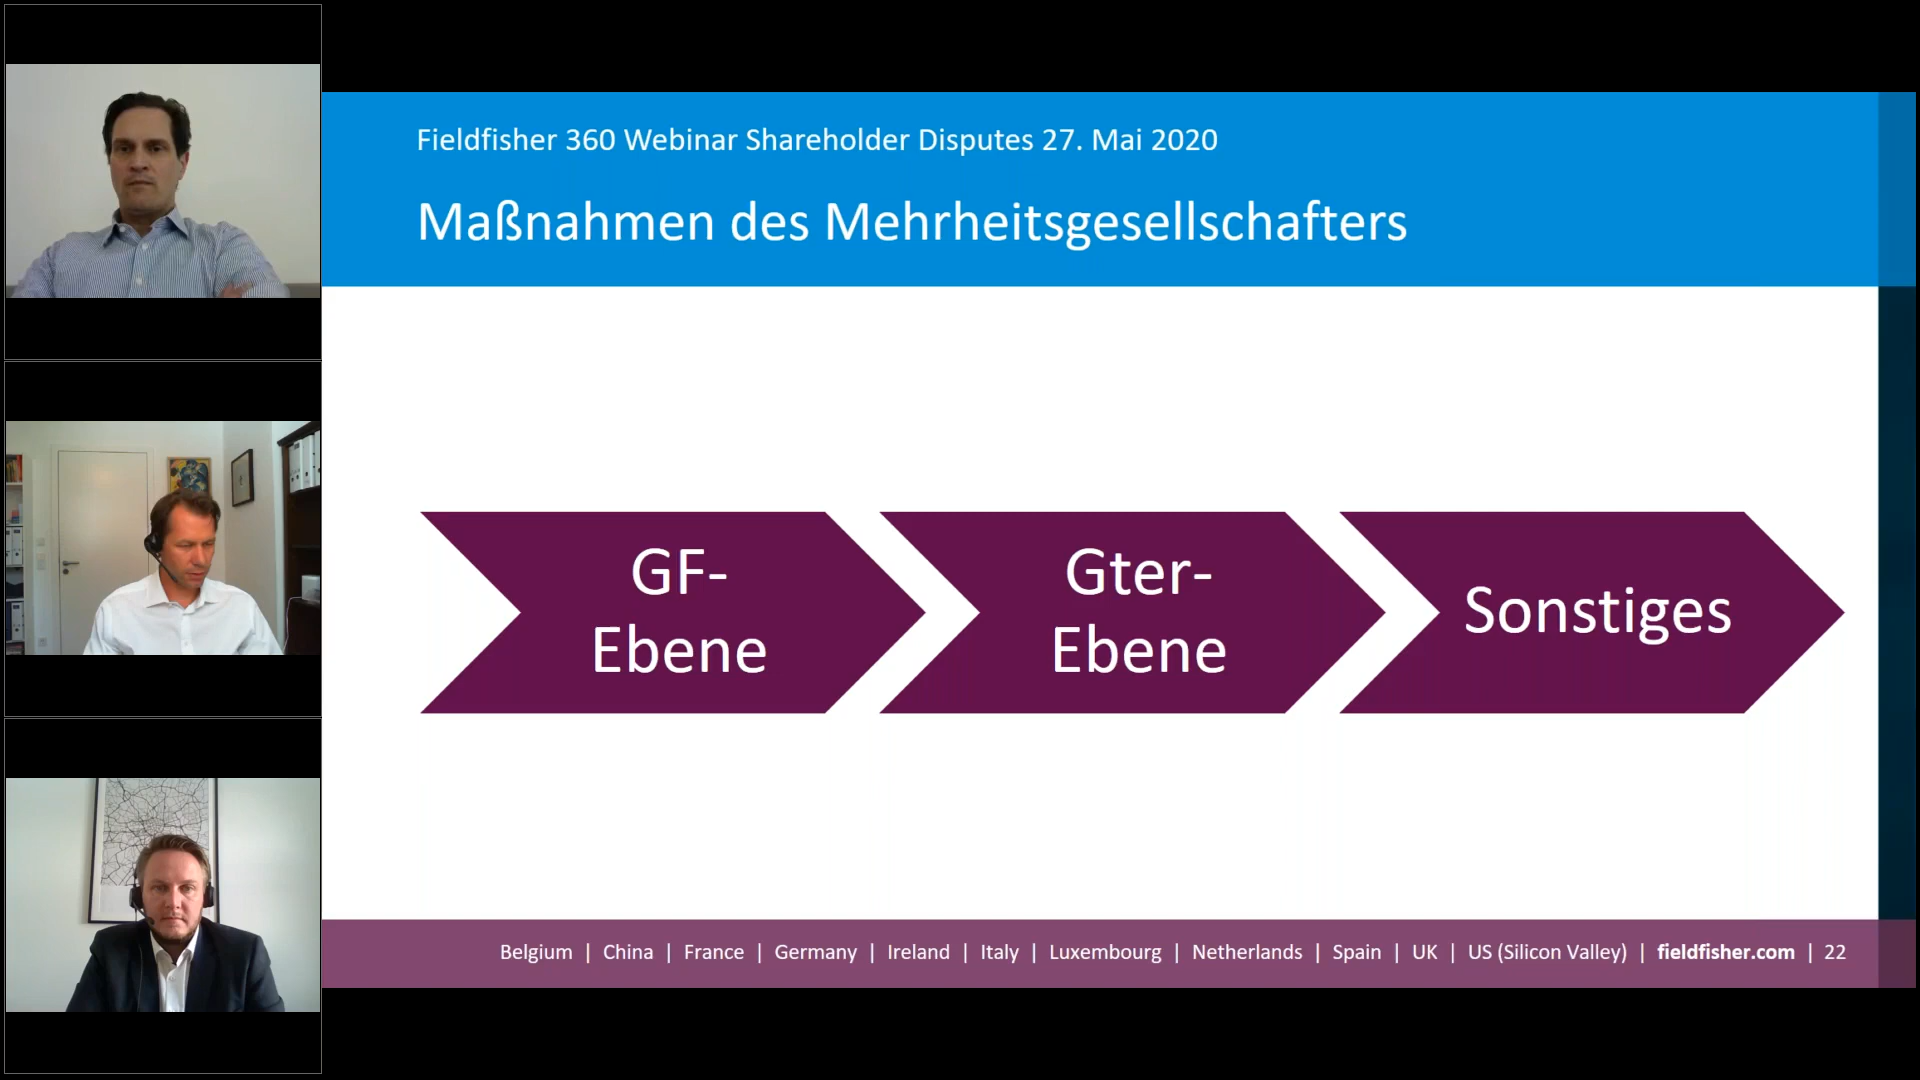 Fieldfisher 360 Webinar Shareholder Disputes 27. Mai 2020
Maßnahmen des Mehrheitsgesellschafters
GF-
Ebene
Gter-
Ebene
Sonstiges
Belgium | China | France | Germany | Ireland | Italy | Luxembourg | Netherlands | Spain | UK | US (Silicon Valley) | fieldfisher.com | 22